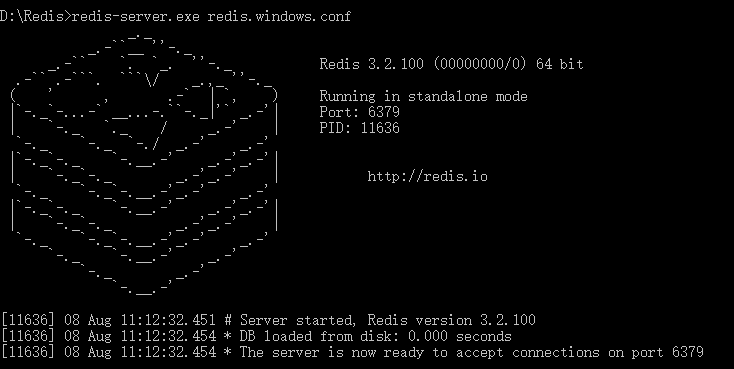 D:\Redis>redis-server.exe redis.windows.conf
Redis 3.2.100 (00000000/0) 64 bit
Running in standalone mode
Port: 6379
PID: 11636
http://redis.io
[11636] 08 Aug 11:12:32.451 # Server started, Redis version 3.2.100
[11636] 08 Aug 11:12:32.454 * DB loaded from disk: 0.000 seconds
[11636] 08 Aug 11:12:32.454 * The server is now ready to accept connections on port 6379